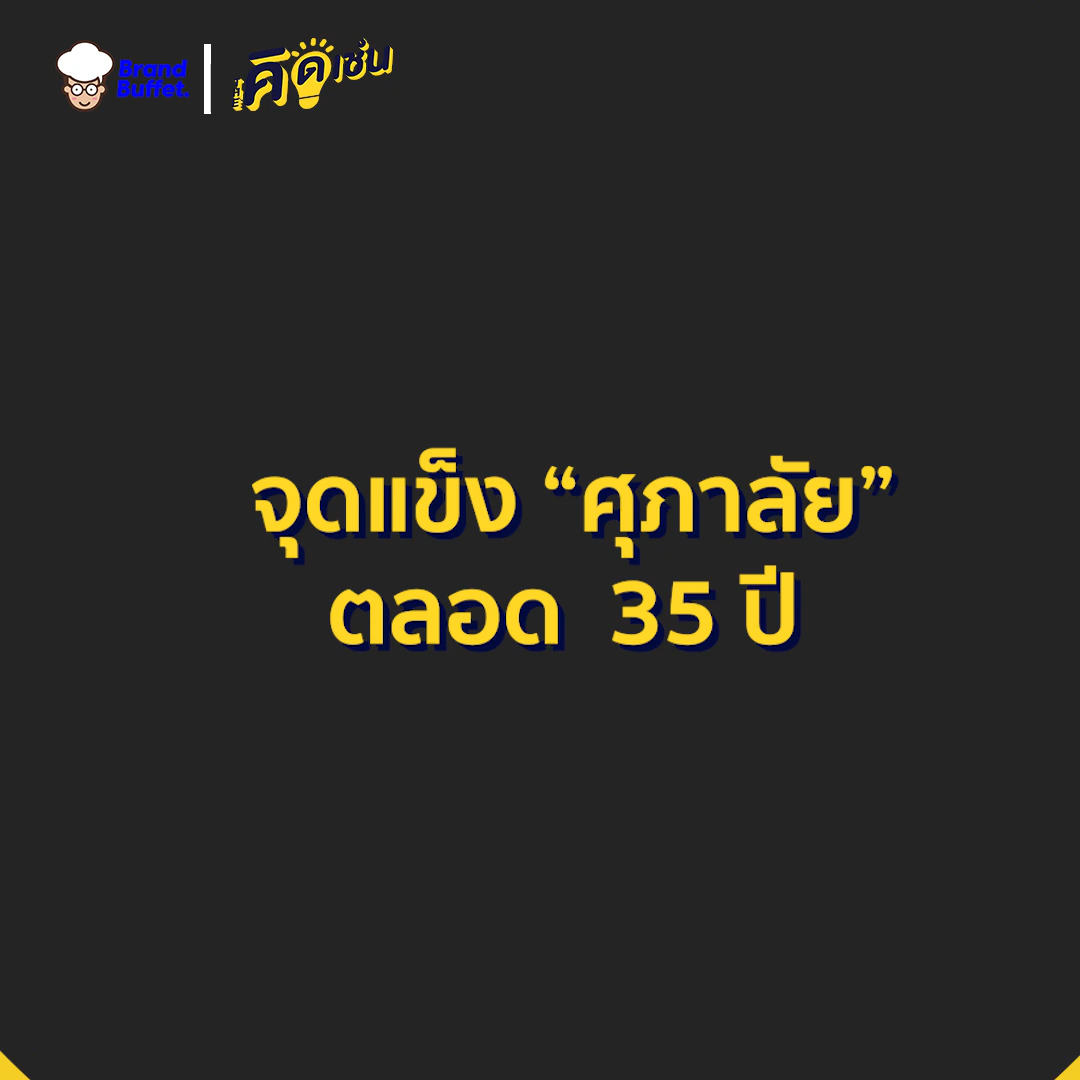 Brand
Buffet.
คิดเช่น
จุดแข็ง “ศุภาลัย”
ตลอด 35 ปี